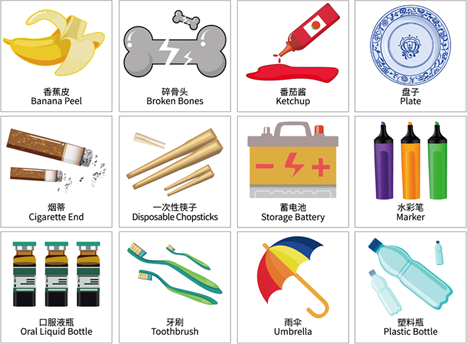 香蕉皮
Banana Peel
碎骨头
Broken Bones
番茄酱
Ketchup
盘子
Plate
烟蒂
Cigarette End
一次性筷子
Disposable Chopsticks
蓄电池
Storage Battery
水彩笔
Marker
口服液瓶
Oral Liquid Bottle
牙刷
Toothbrush
雨伞
Umbrella
塑料瓶
Plastic Bottle